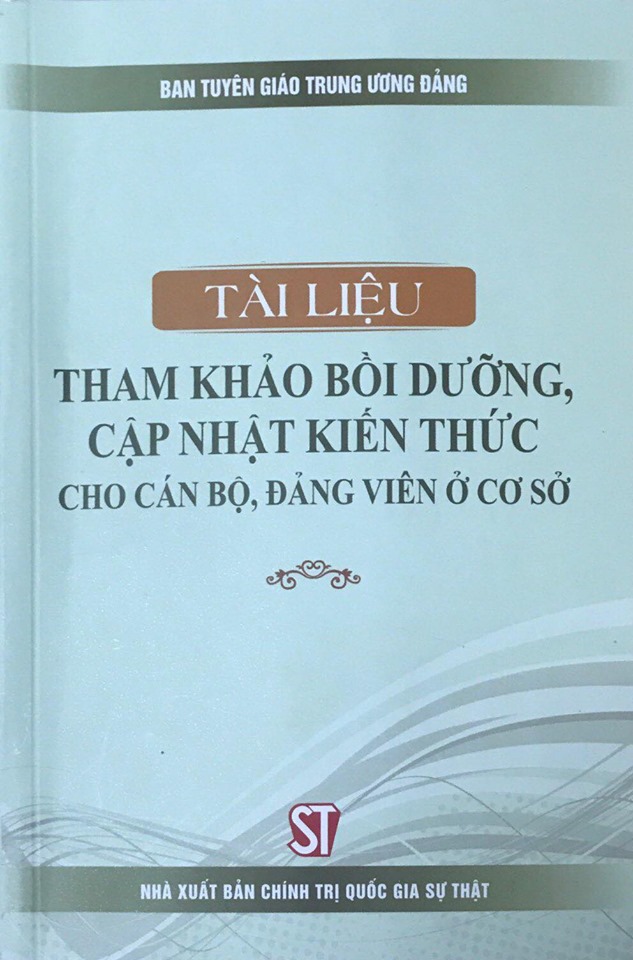 BAN TUYÊN GIÁO TRUNG ƯƠNG ĐẢNG
TÀI LIỆU
THAM KHẢO BỒI DƯỠNG,
CẬP NHẬT KIẾN THỨC
CHO CÁN BỘ, ĐẢNG VIÊN Ở CƠ SỞ
ST
NHÀ XUẤT BẢN CHÍNH TRỊ QUỐC GIA SỰ THẬT